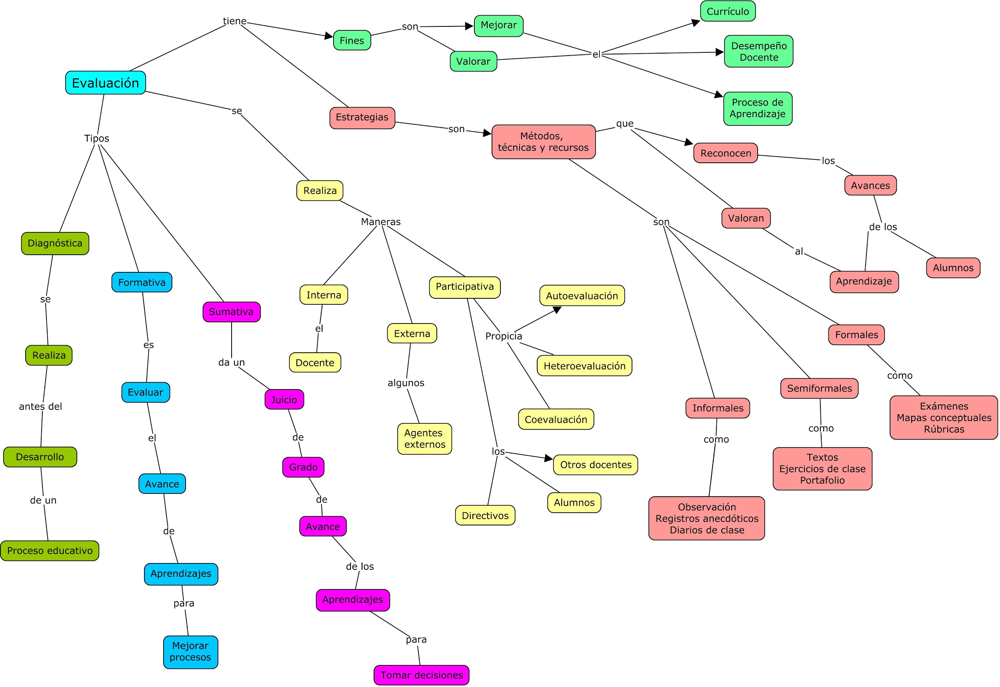 Currículo
tiene
Mejorar
son
Fines
Desempeño
Docente
el
Valorar
Evaluación
Proceso de
Aprendizaje
se
Estrategias
son
que
Métodos,
técnicas y recursos
Tipos
Reconocen
los
Avances
Realiza
Maneras
son
Valoran
de los
Diagnóstica
al
Alumnos
Formativa
Aprendizaje
Participativa
Interna
Autoevaluación
se
Sumativa
el
Externa
Propicia
Formales
es
Realiza
da un
Docente
Heteroevaluación
como
algunos
Semiformales
Evaluar
Juicio
antes del
Informales
Exámenes
Mapas conceptuales
Rúbricas
Coevaluación
como
Agentes
externos
el
de
como
los
Desarrollo
Textos
Ejercicios de clase
Portafolio
Grado
Otros docentes
Avance
de un
de
Alumnos
Directivos
Observación
Registros anecdóticos
Diarios de clase
Avance
de
Proceso educativo
de los
Aprendizajes
Aprendizajes
para
para
Mejorar
procesos
Tomar decisiones